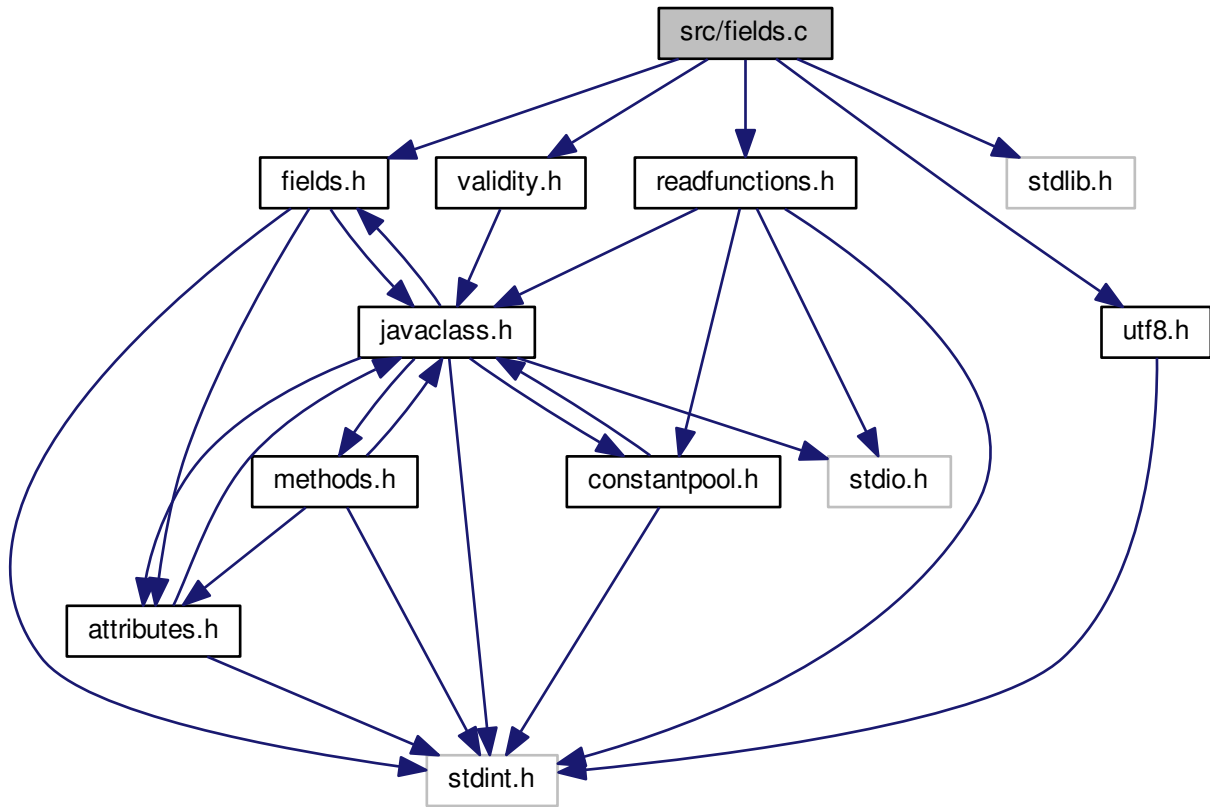 src/fields.c
fields.h
validity.h
readfunctions.h
stdlib.h
javaclass.h
utf8.h
methods.h
constantpool.h
stdio.h
attributes.h
stdint.h